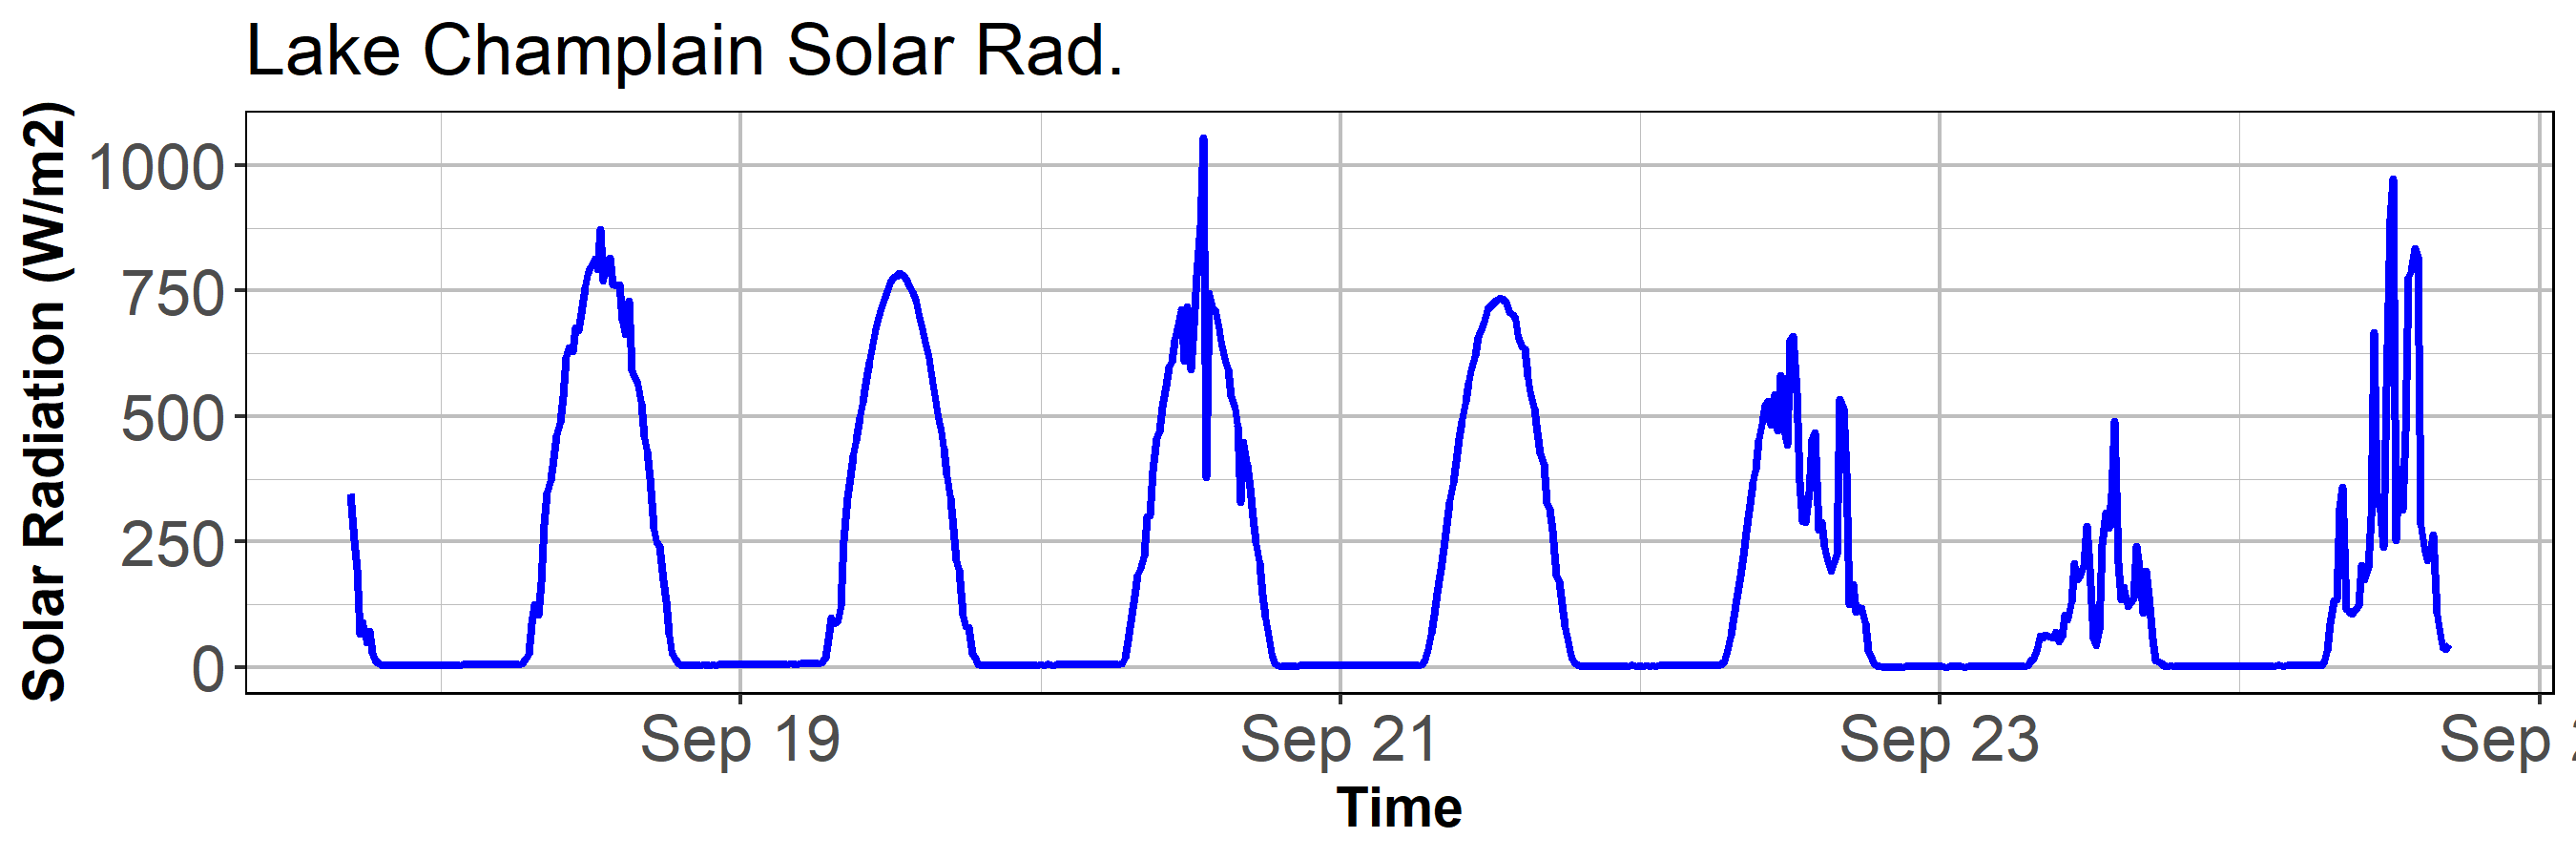 Lake Champlain Solar Rad.
Solar Radiation (W/m2)
1000
750
500
250
0
Sep 19 Sep 21 Sep 23 Sep
Time